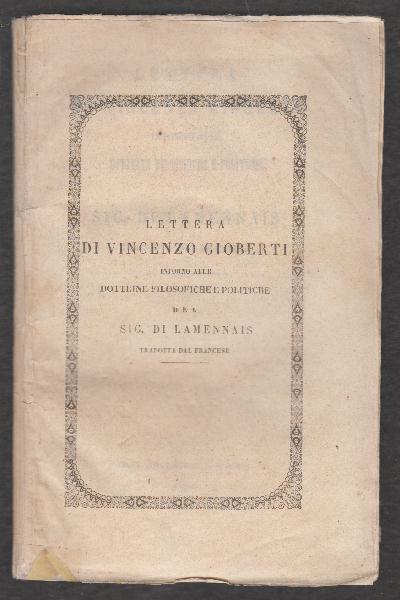 LETTERA
DI VINCENZO GIOBERTI
INTORNO ALLE
DOTTRINE FILOSOFICHE E POLITICHE
DEL
SIG. DI LAMENNAIS
TRADOTTA DAL FRANCESE